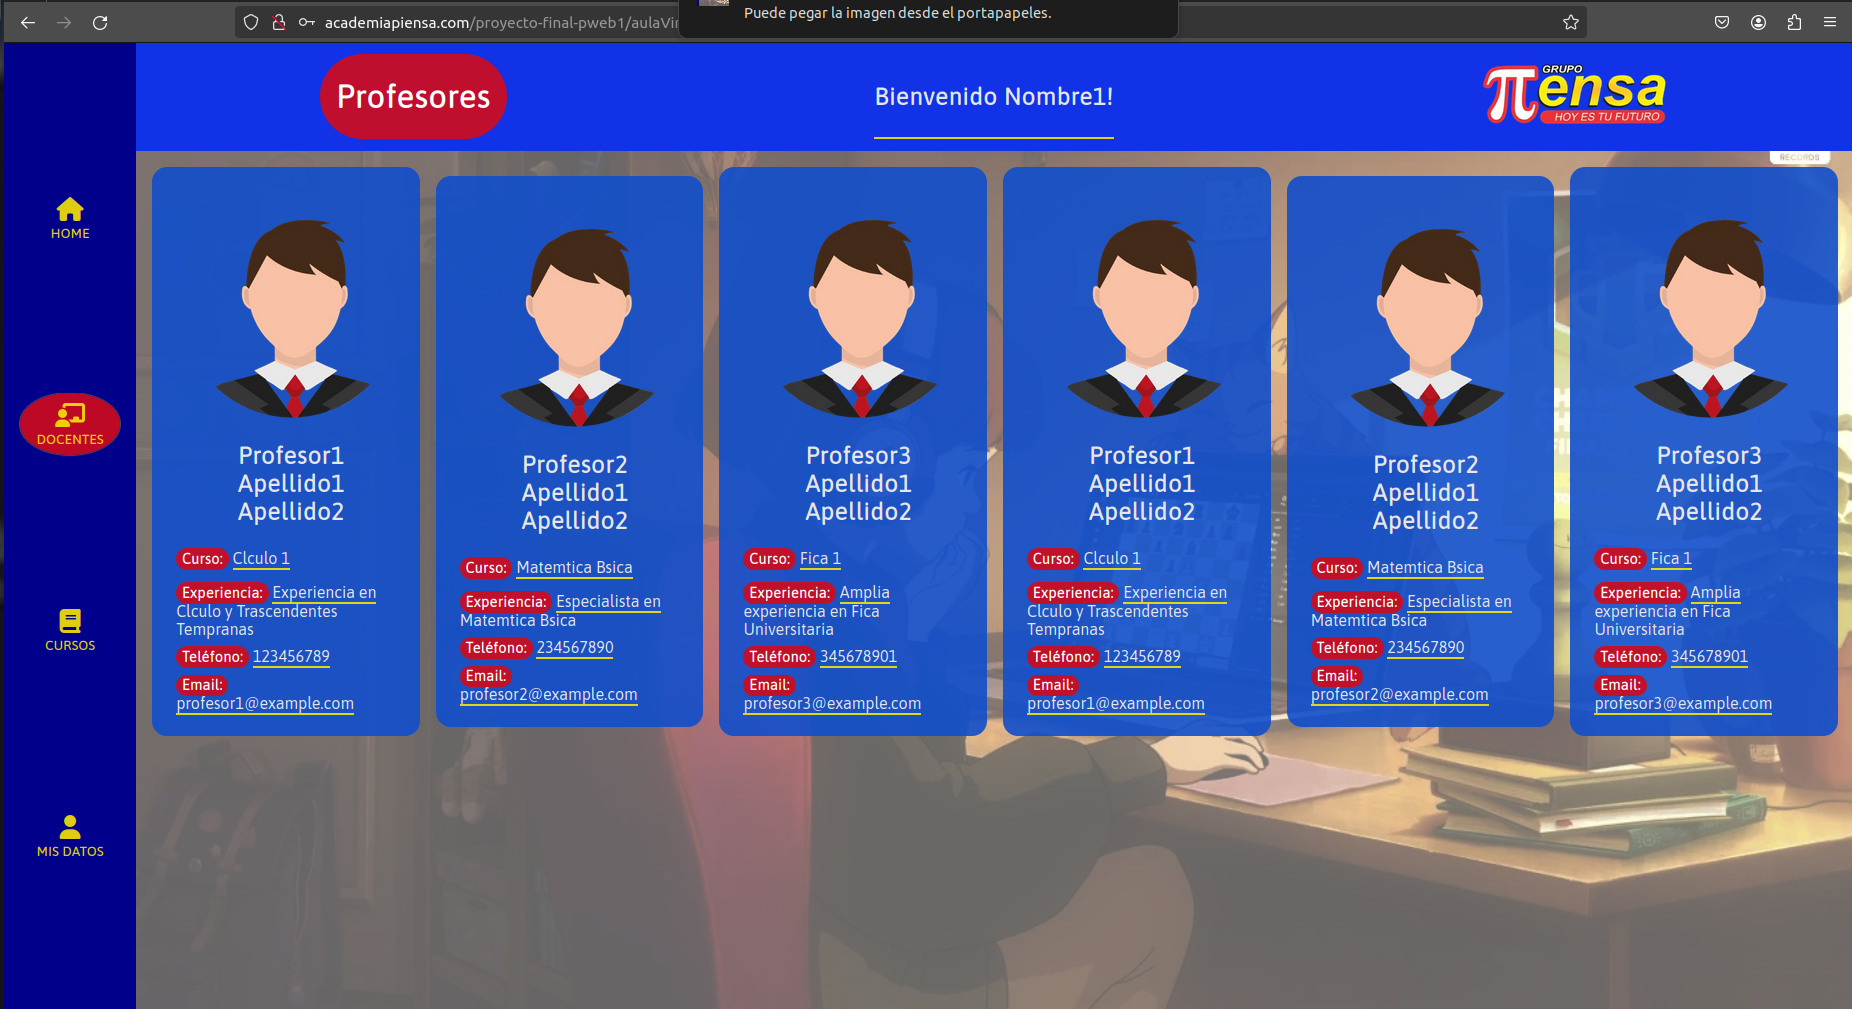 academiapiensa.com/proyecto-final-pweb1/aulaVir
Puede pegar la imagen desde el portapapeles.
Profesores
Bienvenido Nombre1!
GRUPO
πensa
HOY ES TU FUTURO
RECORDS
HOME
DOCENTES
CURSOS
MIS DATOS
Profesor1
Apellido1
Apellido2
Curso: Clculo 1
Experiencia: Experiencia en
Clculo y Trascendentes
Tempranas
Teléfono: 123456789
Email:
profesor1@example.com
Profesor2
Apellido1
Apellido2
Curso: Matemtica Bsica
Experiencia: Especialista en
Matemtica Bsica
Teléfono: 234567890
Email:
profesor2@example.com
Profesor3
Apellido1
Apellido2
Curso: Fica 1
Experiencia: Amplia
experiencia en Fica
Universitaria
Teléfono: 345678901
Email:
profesor3@example.com
Profesor1
Apellido1
Apellido2
Curso: Clculo 1
Experiencia: Experiencia en
Clculo y Trascendentes
Tempranas
Teléfono: 123456789
Email:
profesor1@example.com
Profesor2
Apellido1
Apellido2
Curso: Matemtica Bsica
Experiencia: Especialista en
Matemtica Bsica
Teléfono: 234567890
Email:
profesor2@example.com
Profesor3
Apellido1
Apellido2
Curso: Fica 1
Experiencia: Amplia
experiencia en Fica
Universitaria
Teléfono: 345678901
Email:
profesor3@example.com